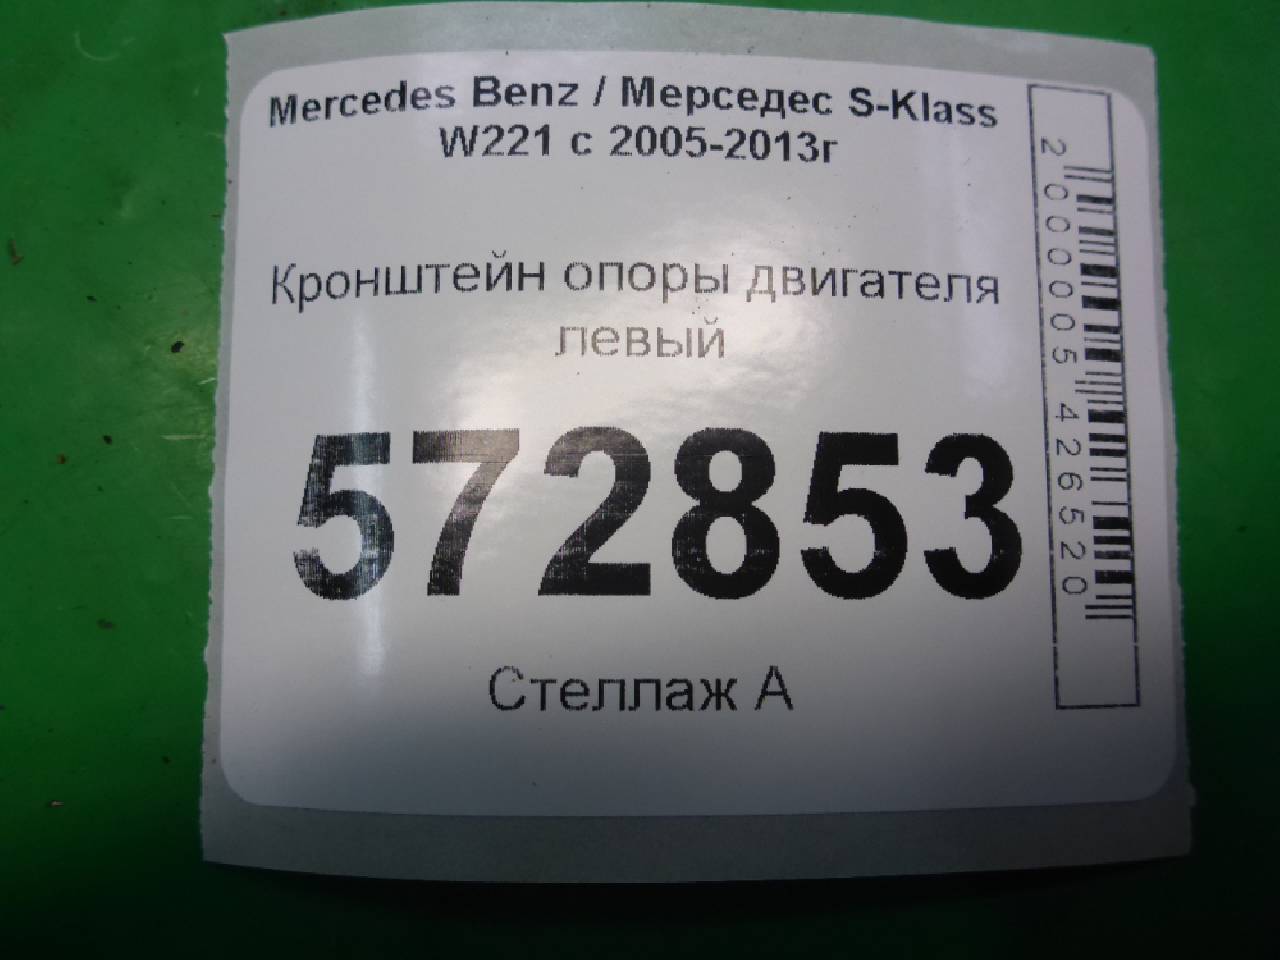 Mercedes Benz / Мерседес S-Klass
W221 с 2005-2013г
Кронштейн опоры двигателя
левый
572853
Стеллаж А
2000005426520